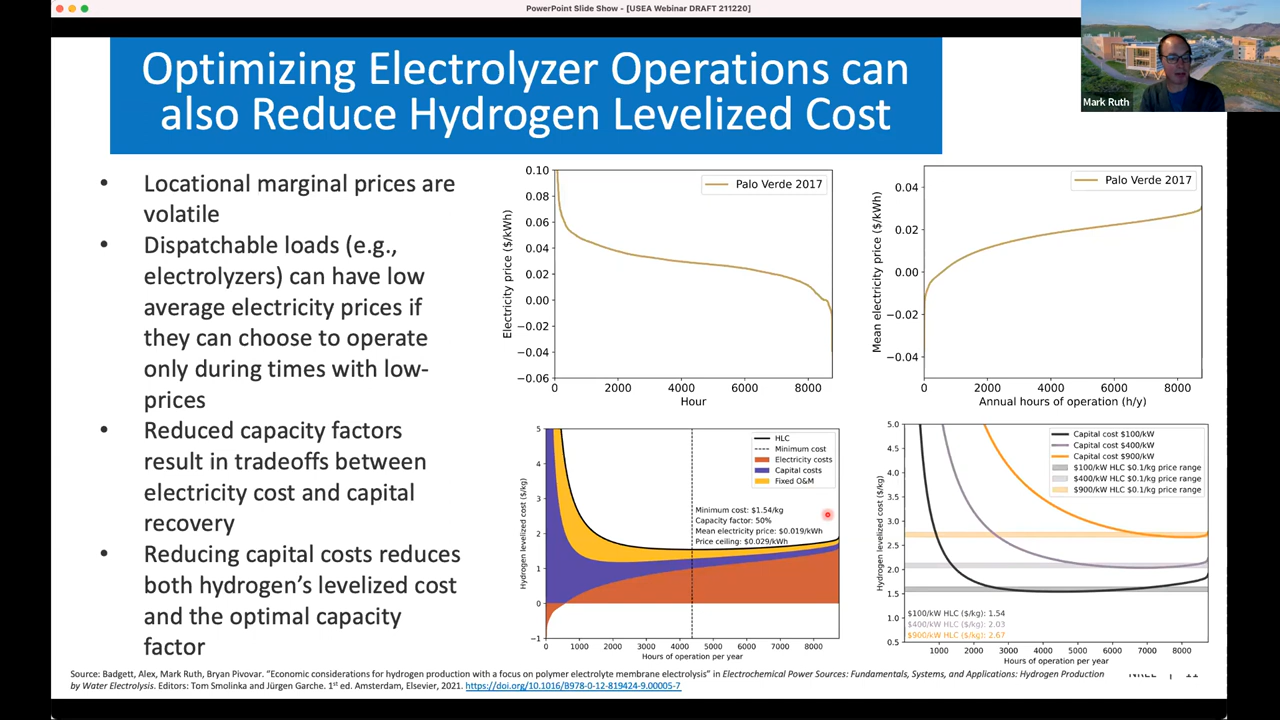 PowerPoint Slide Show - [USEA Webinar DRAFT 211220]
Mark Ruth
Optimizing Electrolyzer Operations can
also Reduce Hydrogen Levelized Cost
• Locational marginal prices are
volatile
• Dispatchable loads (e.g.,
electrolyzers) can have low
average electricity prices if
they can choose to operate
only during times with low-
prices
• Reduced capacity factors
result in tradeoffs between
electricity cost and capital
recovery
• Reducing capital costs reduces
both hydrogen's levelized cost
and the optimal capacity
factor
Electricity price ($/kWh)
0.10
0.08
0.06
0.04
0.02
0.00
−0.02
−0.04
−0.06
Palo Verde 2017
0 2000 4000 6000 8000
Hour
Mean electricity price ($/kWh)
0.04
0.02
0.00
−0.02
−0.04
Palo Verde 2017
0 2000 4000 6000 8000
Annual hours of operation (h/y)
Hydrogen levelized cost ($/kg)
5
4
3
2
1
0
−1
HLC
Minimum cost
Electricity costs
Capital costs
Fixed O&M
Minimum cost: $1.54/kg
Capacity factor: 50%
Mean electricity price: $0.019/kWh
Price ceiling: $0.029/kWh
0 1000 2000 3000 4000 5000 6000 7000 8000
Hours of operation per year
Hydrogen levelized cost ($/kg)
5.0
4.5
4.0
3.5
3.0
2.5
2.0
1.5
1.0
0.5
Capital cost $100/kW
Capital cost $400/kW
Capital cost $900/kW
$100/kW HLC $0.1/kg price range
$400/kW HLC $0.1/kg price range
$900/kW HLC $0.1/kg price range
$100/kW HLC ($/kg): 1.54
$400/kW HLC ($/kg): 2.03
$900/kW HLC ($/kg): 2.67
0 1000 2000 3000 4000 5000 6000 7000 8000
Hours of operation per year
Source: Badgett, Alex, Mark Ruth, Bryan Pivovar. "Economic considerations for hydrogen production with a focus on polymer electrolyte membrane electrolysis" in Electrochemical Power Sources: Fundamentals, Systems, and Applications: Hydrogen Production
by Water Electrolysis. Editors: Tom Smolinka and Jürgen Garche. 1st ed. Amsterdam, Elsevier, 2021. https://doi.org/10.1016/B978-0-12-819424-9.00005-7
NREL | 11